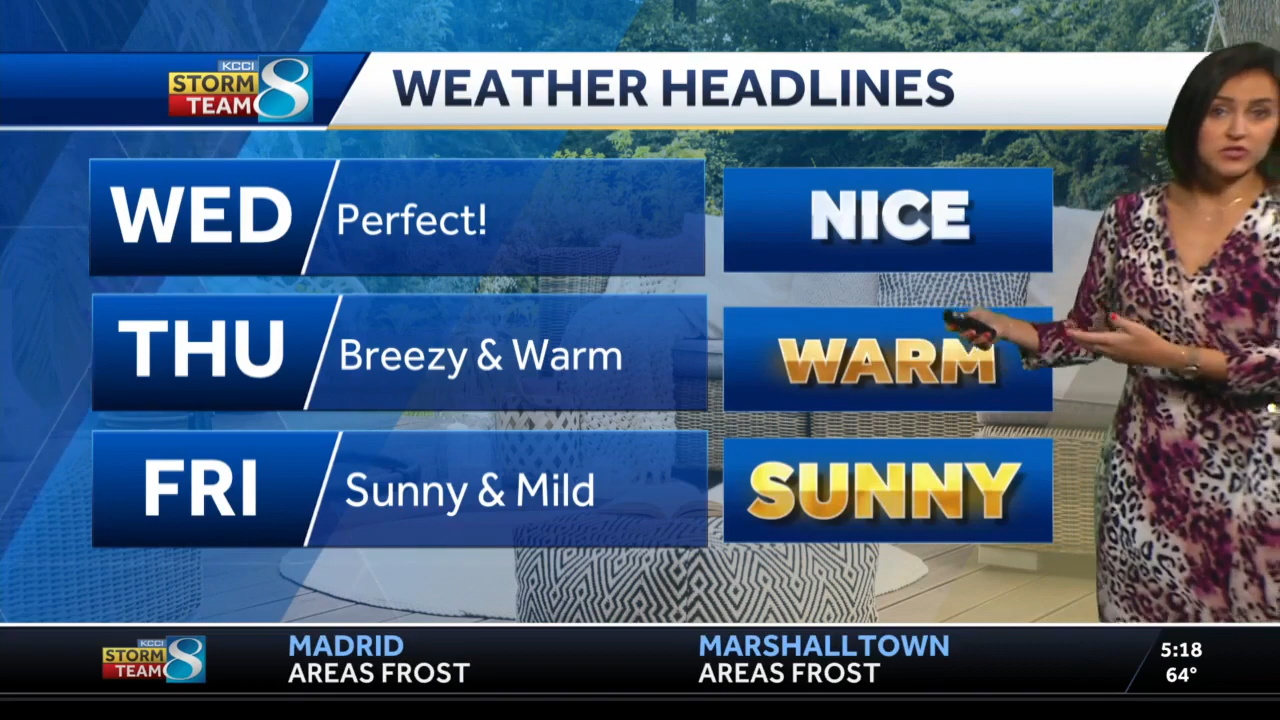 KCCI
STORM
TEAM 8
WEATHER HEADLINES
WED
Perfect!
NICE
THU
Breezy & Warm
WARM
FRI
Sunny & Mild
SUNNY
KCCI
STORM
TEAM 8
MADRID
AREAS FROST
MARSHALLTOWN
AREAS FROST
5:18
64°